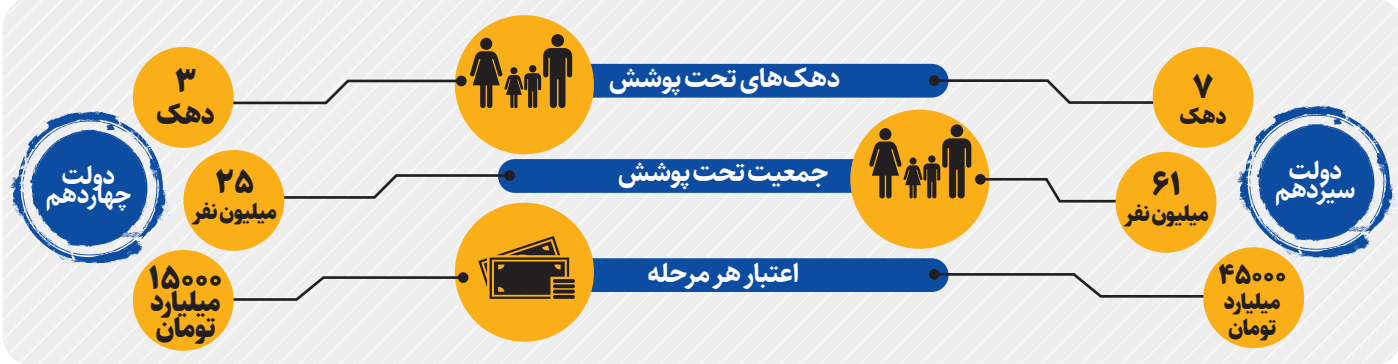 دولت
سیزدهم
دهک‌های تحت پوشش
۷
دهک
۳
دهک
جمعیت تحت پوشش
۶۱
میلیون نفر
۲۵
میلیون نفر
اعتبار هر مرحله
۴۵۰۰۰
میلیارد
تومان
۱۵۰۰۰
میلیارد
تومان
دولت
چهاردهم